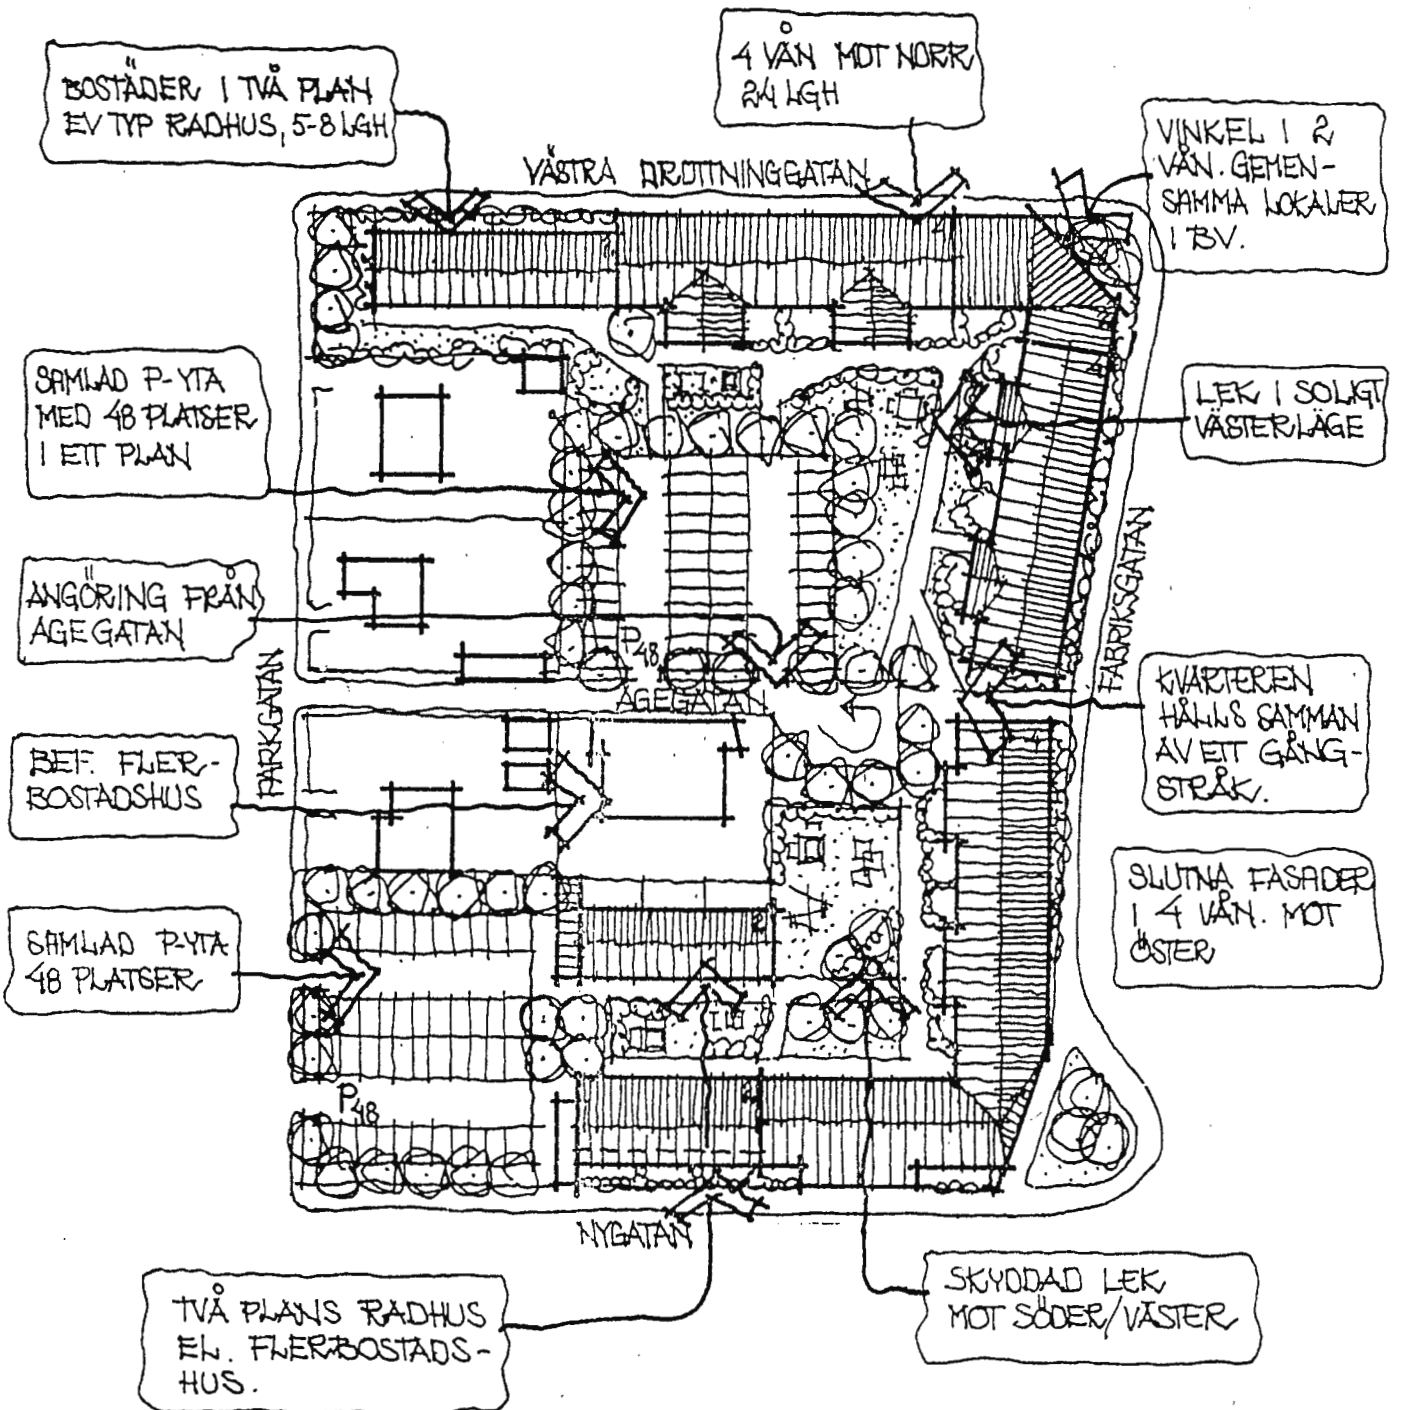 BOSTÄDER I TVÅ PLAN
EV TYP RADHUS, 5-8 LGH
4 VÅN MOT NORR
24 LGH
VINKEL I 2
VÅN. GEMEN-
SAMMA LOKALER
I BV.
VÄSTRA DROTTNINGGATAN
SAMLAD P-YTA
MED 48 PLATSER
I ETT PLAN
LEK I SOLIGT
VÄSTERLÄGE
ANGÖRING FRÅN
ÅGEGATAN
FABRIKSGATAN
P48
ÅGEGATAN
PARKGATAN
KVARTEREN
HÅLLS SAMMAN
AV ETT GÅNG-
STRÅK.
BEF. FLER-
BOSTADSHUS
SLUTNA FASADER
I 4 VÅN. MOT
ÖSTER
SAMLAD P-YTA
48 PLATSER
P48
NYGATAN
TVÅ PLANS RADHUS
EL. FLERBOSTADS-
HUS.
SKYDDAD LEK
MOT SÖDER/VÄSTER